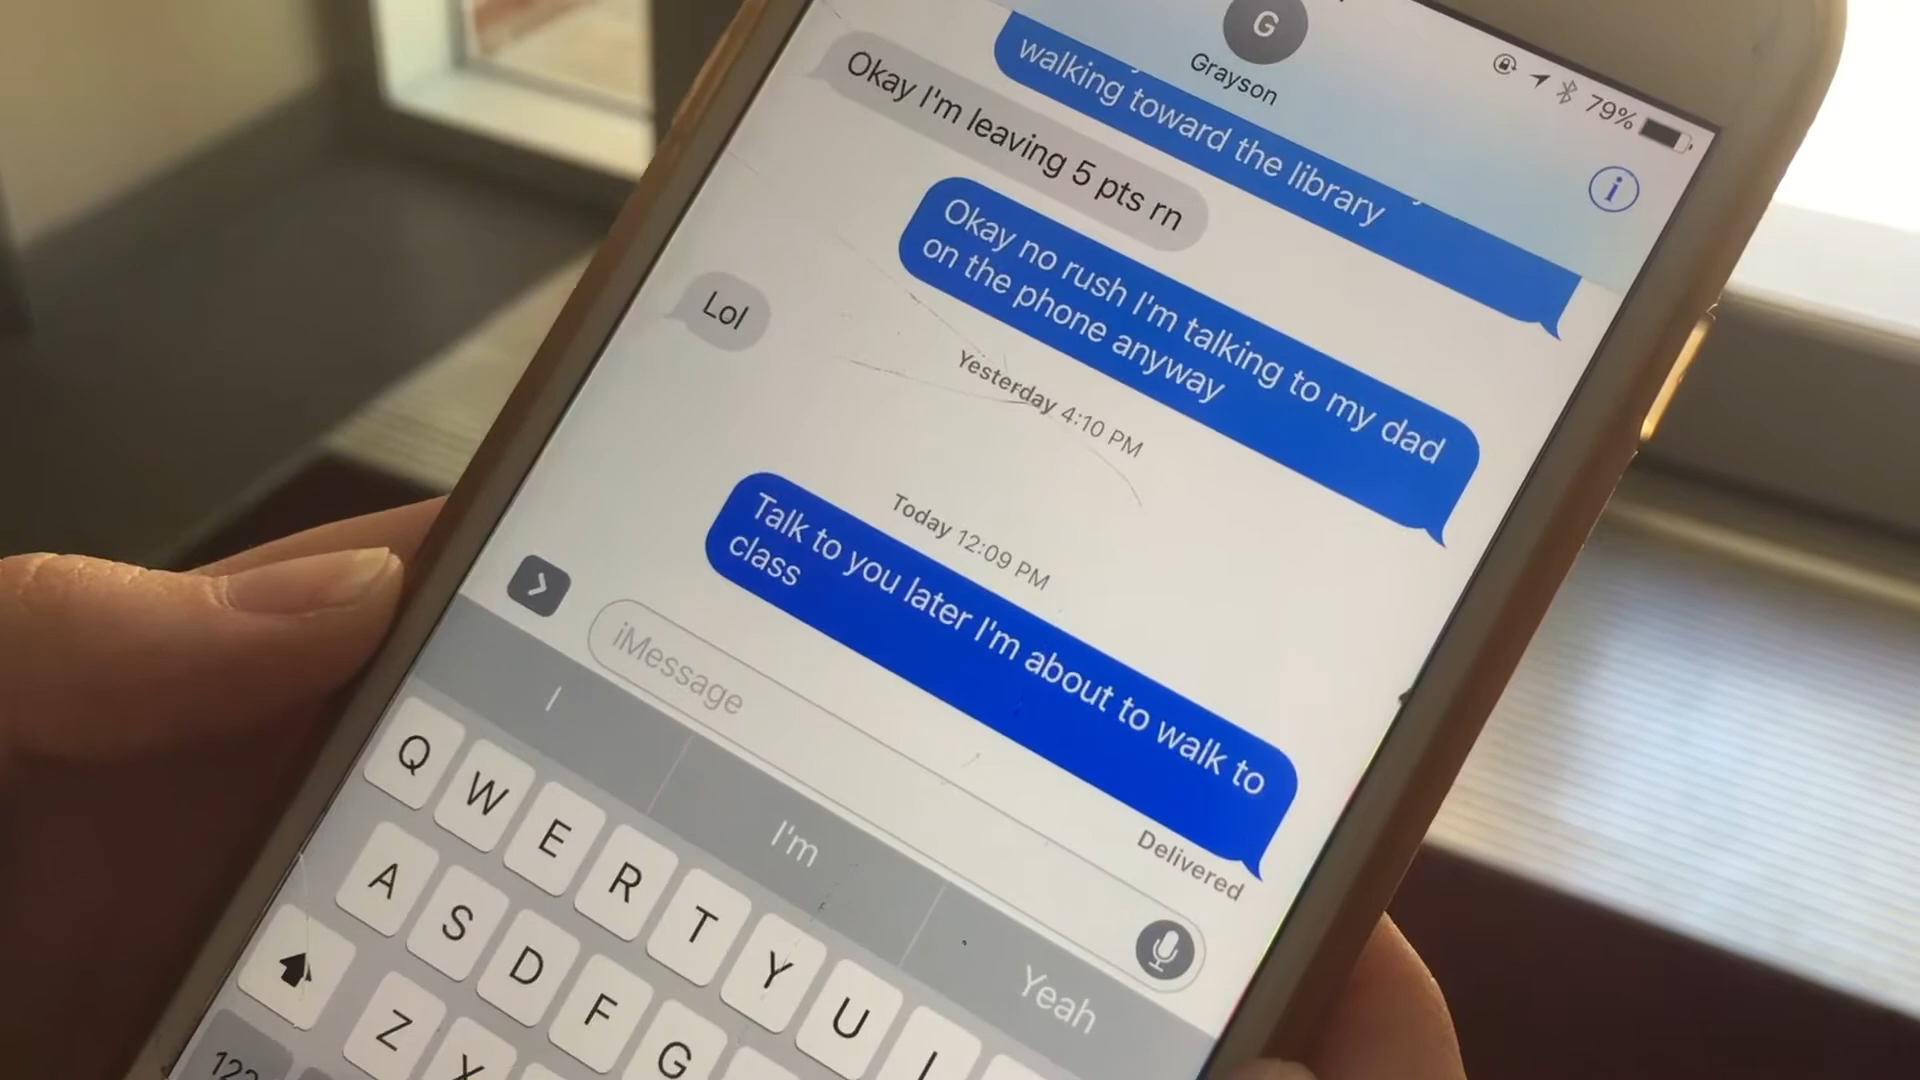 G
Grayson
79%
walking toward the library
Okay I'm leaving 5 pts rn
Okay no rush I'm talking to my dad
on the phone anyway
Lol
Yesterday 4:10 PM
Today 12:09 PM
Talk to you later I'm about to walk to
class
Delivered
iMessage
I
I'm
Yeah
Q W E R T Y U I
A S D F G
Z X
123